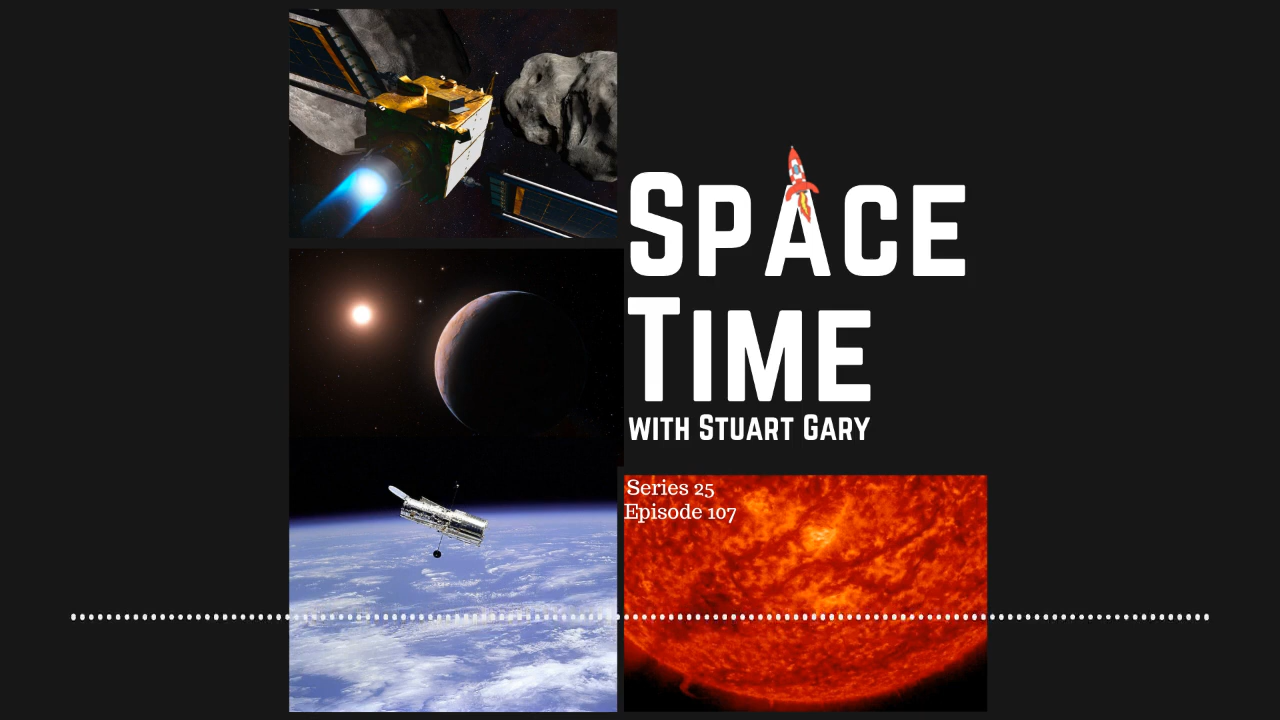 SPACE
TIME
WITH STUART GARY
Series 25
Episode 107